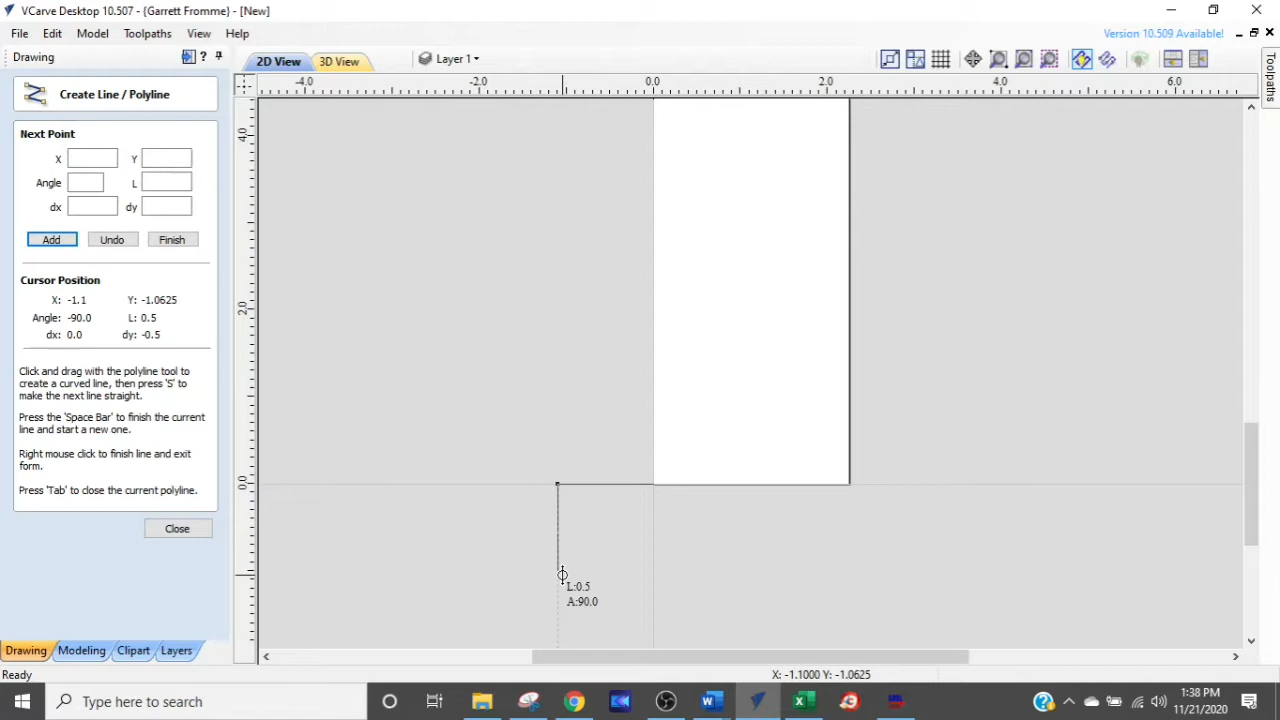 VCarve Desktop 10.507 - {Garrett Fromme} - [New]
File Edit Model Toolpaths View Help
Version 10.509 Available!
Drawing
?
2D View 3D View Layer 1
Toolpaths
-4.0 -2.0 0.0 2.0 4.0 6.0
Create Line / Polyline
Next Point
X Y
Angle L
dx dy
Add Undo Finish
Cursor Position
X: -1.1 Y: -1.0625
Angle: -90.0 L: 0.5
dx: 0.0 dy: -0.5
Click and drag with the polyline tool to
create a curved line, then press 'S' to
make the next line straight.
Press the 'Space Bar' to finish the current
line and start a new one.
Right mouse click to finish line and exit
form.
Press 'Tab' to close the current polyline.
Close
4.0
2.0
0.0
L:0.5
A:90.0
Drawing Modeling Clipart Layers
Ready
X: -1.1000 Y: -1.0625
Type here to search
1:38 PM
11/21/2020